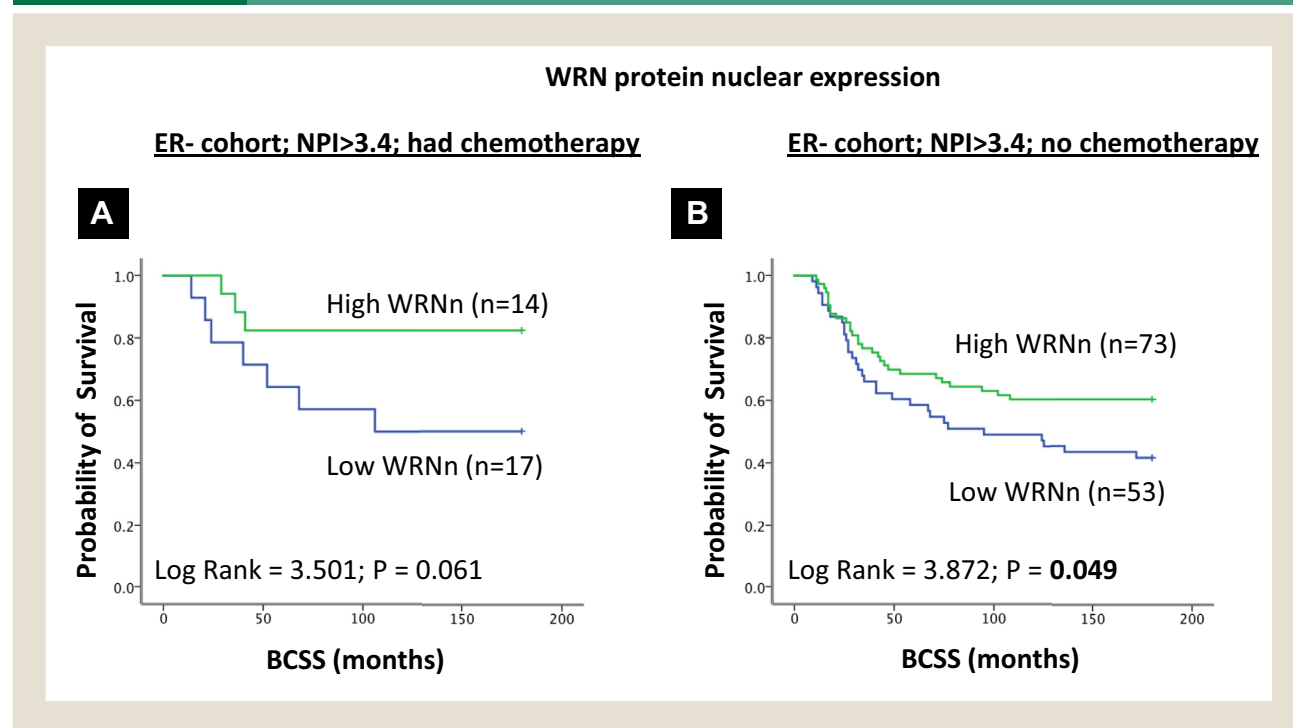 WRN protein nuclear expression
ER- cohort; NPI>3.4; had chemotherapy
ER- cohort; NPI>3.4; no chemotherapy
A
Probability of Survival
1.0
0.8
0.6
0.4
0.2
0.0
High WRNn (n=14)
Low WRNn (n=17)
Log Rank = 3.501; P = 0.061
0 50 100 150 200
BCSS (months)
B
Probability of Survival
1.0
0.8
0.6
0.4
0.2
0.0
High WRNn (n=73)
Low WRNn (n=53)
Log Rank = 3.872; P = 0.049
0 50 100 150 200
BCSS (months)